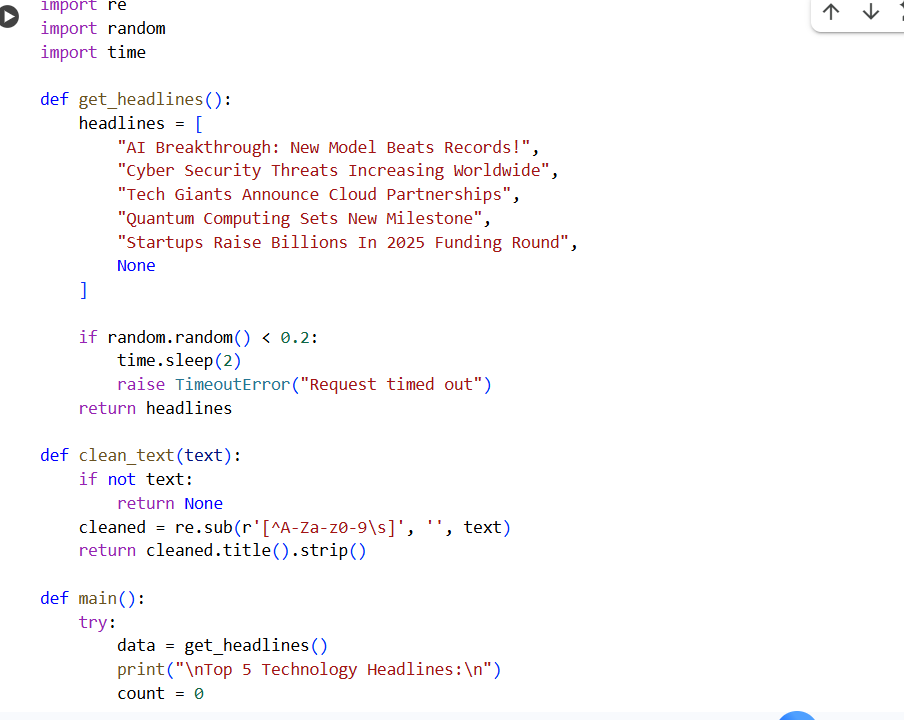 import re
import random
import time
def get_headlines():
    headlines = [
        "AI Breakthrough: New Model Beats Records!",
        "Cyber Security Threats Increasing Worldwide",
        "Tech Giants Announce Cloud Partnerships",
        "Quantum Computing Sets New Milestone",
        "Startups Raise Billions In 2025 Funding Round",
        None
    ]
    if random.random() < 0.2:
        time.sleep(2)
        raise TimeoutError("Request timed out")
    return headlines
def clean_text(text):
    if not text:
        return None
    cleaned = re.sub(r'[^A-Za-z0-9\s]', '', text)
    return cleaned.title().strip()
def main():
    try:
        data = get_headlines()
        print("\nTop 5 Technology Headlines:\n")
        count = 0